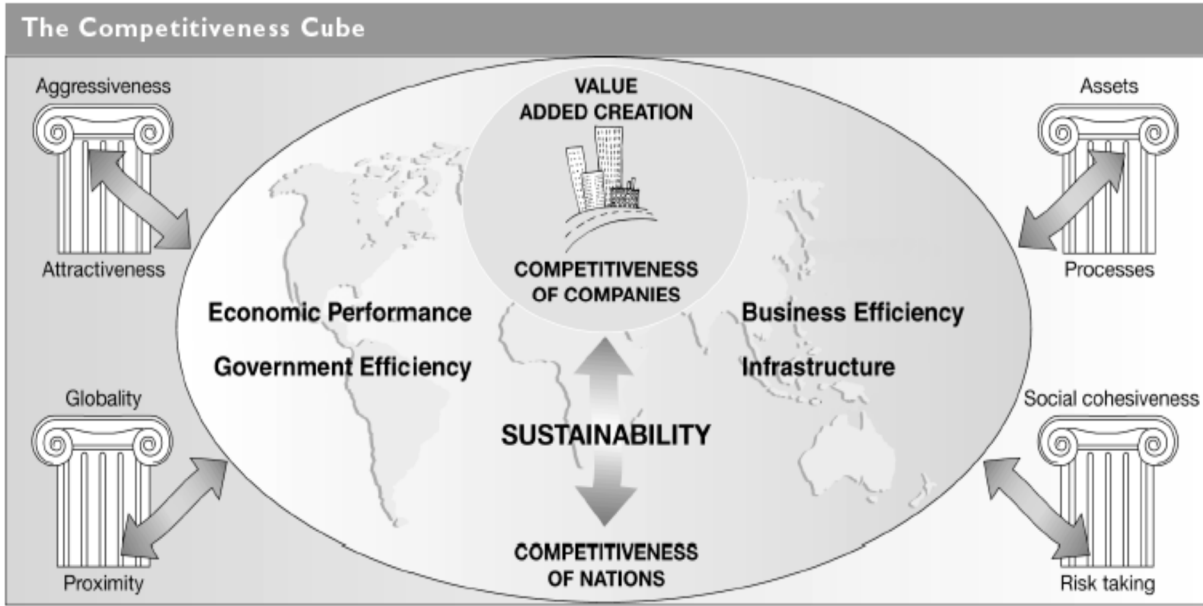 The Competitiveness Cube
Aggressiveness
Attractiveness
Globality
Proximity
VALUE
ADDED CREATION
COMPETITIVENESS
OF COMPANIES
Economic Performance
Government Efficiency
Business Efficiency
Infrastructure
SUSTAINABILITY
COMPETITIVENESS
OF NATIONS
Assets
Processes
Social cohesiveness
Risk taking